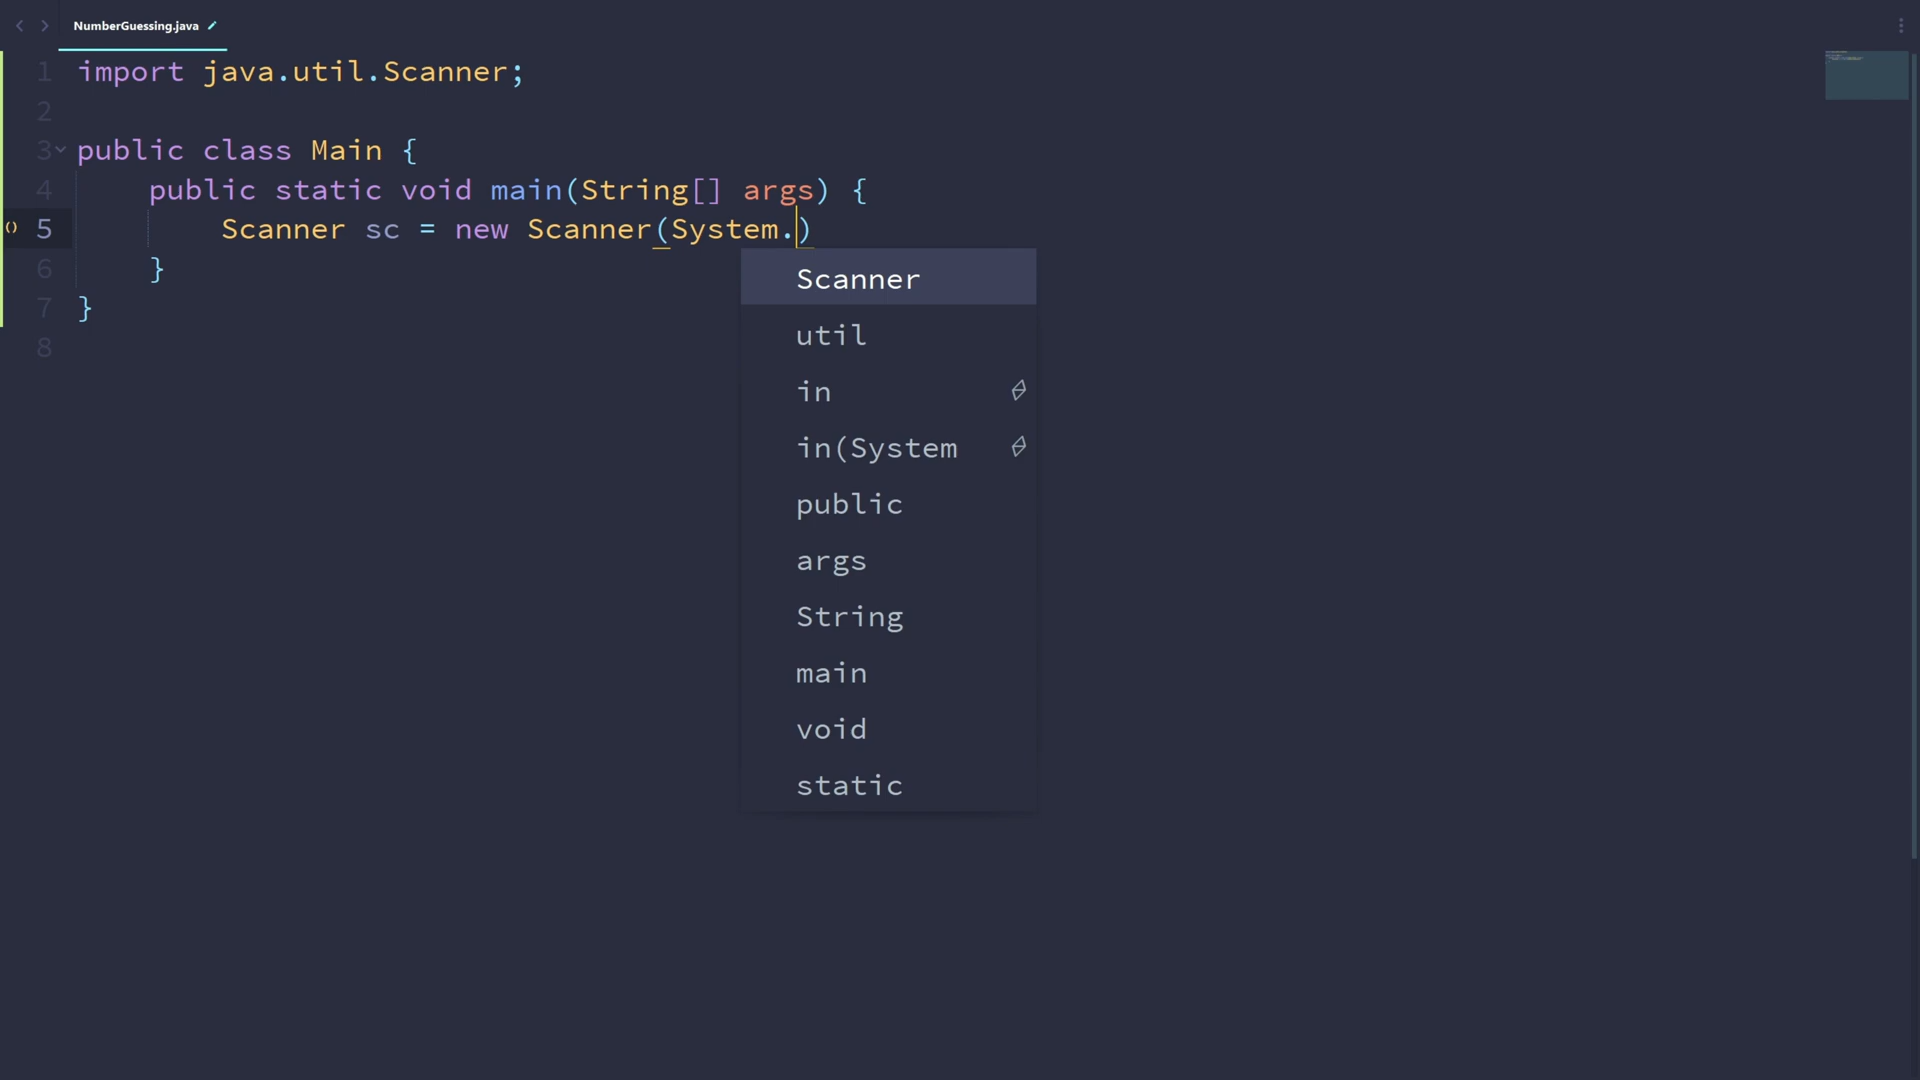 NumberGuessing.java
1 import java.util.Scanner;
2
3 public class Main {
4 public static void main(String[] args) {
5 Scanner sc = new Scanner(System.)
6 }
7 }
8
Scanner
util
in
in(System
public
args
String
main
void
static